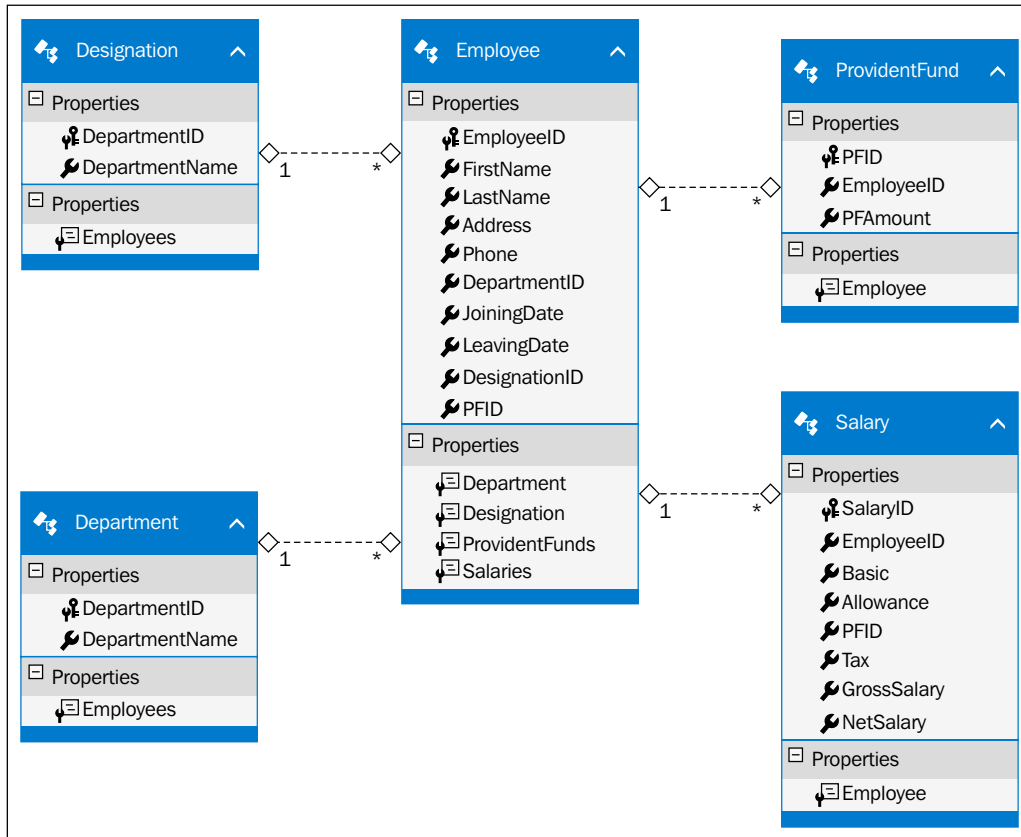 Designation
Properties
DepartmentID
DepartmentName
Properties
Employees
1
*
Employee
Properties
EmployeeID
FirstName
LastName
Address
Phone
DepartmentID
JoiningDate
LeavingDate
DesignationID
PFID
Properties
Department
Designation
ProvidentFunds
Salaries
1
*
ProvidentFund
Properties
PFID
EmployeeID
PFAmount
Properties
Employee
Department
Properties
DepartmentID
DepartmentName
Properties
Employees
1
*
1
*
Salary
Properties
SalaryID
EmployeeID
Basic
Allowance
PFID
Tax
GrossSalary
NetSalary
Properties
Employee